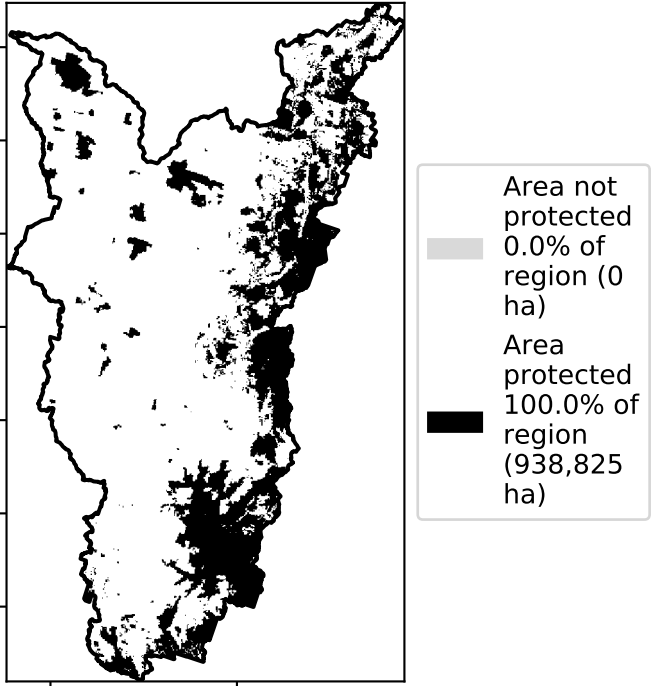 Area not
protected
0.0% of
region (0
ha)
Area
protected
100.0% of
region
(938,825
ha)